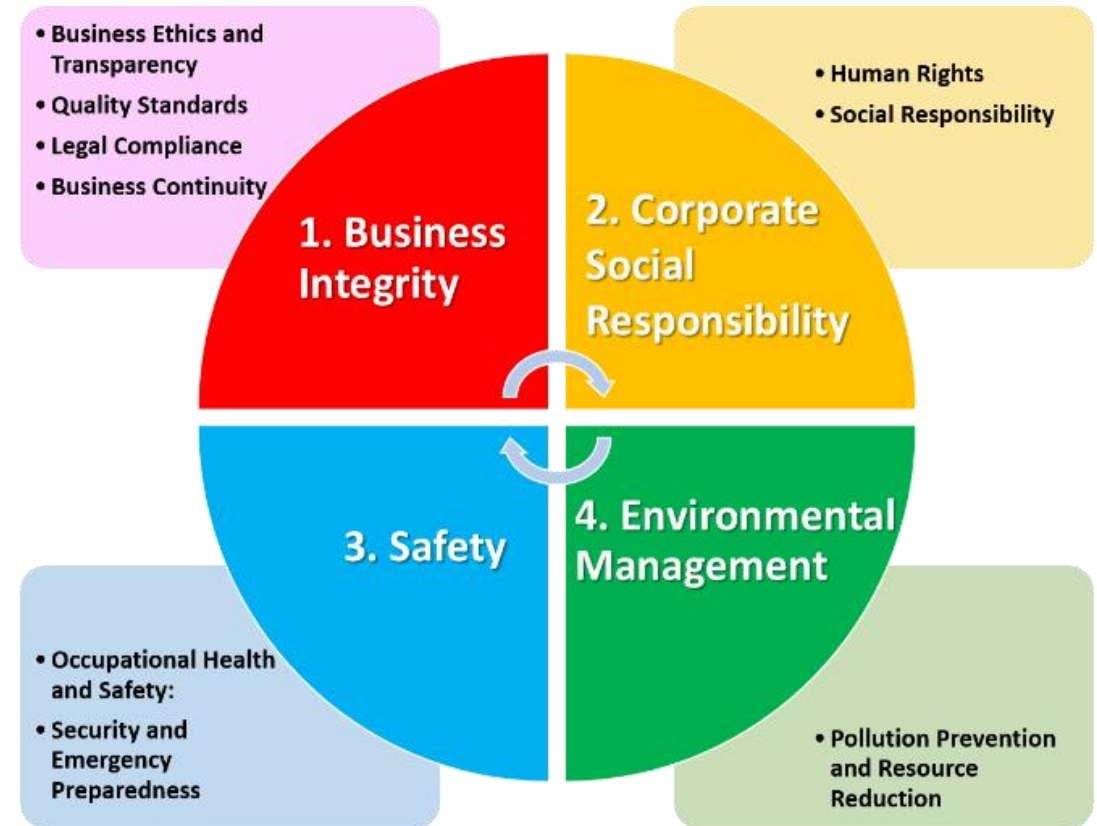 • Business Ethics and
Transparency
• Quality Standards
• Legal Compliance
• Business Continuity
1. Business
Integrity
• Human Rights
• Social Responsibility
2. Corporate
Social
Responsibility
3. Safety
• Occupational Health
and Safety:
• Security and
Emergency
Preparedness
4. Environmental
Management
• Pollution Prevention
and Resource
Reduction